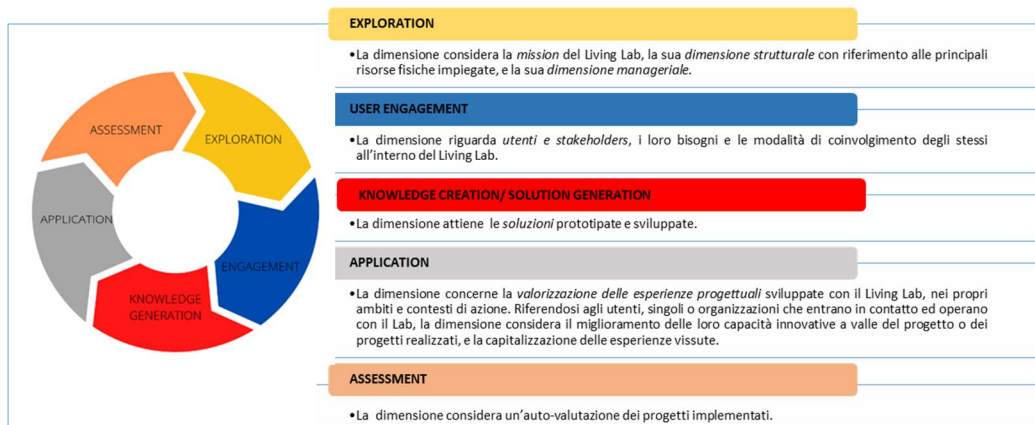 ASSESSMENT
EXPLORATION
APPLICATION
ENGAGEMENT
KNOWLEDGE
GENERATION
EXPLORATION
•La dimensione considera la mission del Living Lab, la sua dimensione strutturale con riferimento alle principali
risorse fisiche impiegate, e la sua dimensione manageriale.
USER ENGAGEMENT
•La dimensione riguarda utenti e stakeholders, i loro bisogni e le modalità di coinvolgimento degli stessi
all’interno del Living Lab.
KNOWLEDGE CREATION/ SOLUTION GENERATION
•La dimensione attiene le soluzioni prototipate e sviluppate.
APPLICATION
•La dimensione concerne la valorizzazione delle esperienze progettuali sviluppate con il Living Lab, nei propri
ambiti e contesti di azione. Riferendosi agli utenti, singoli o organizzazioni che entrano in contatto ed operano
con il Lab, la dimensione considera il miglioramento delle loro capacità innovative a valle del progetto o dei
progetti realizzati, e la capitalizzazione delle esperienze vissute.
ASSESSMENT
•La dimensione considera un’auto-valutazione dei progetti implementati.